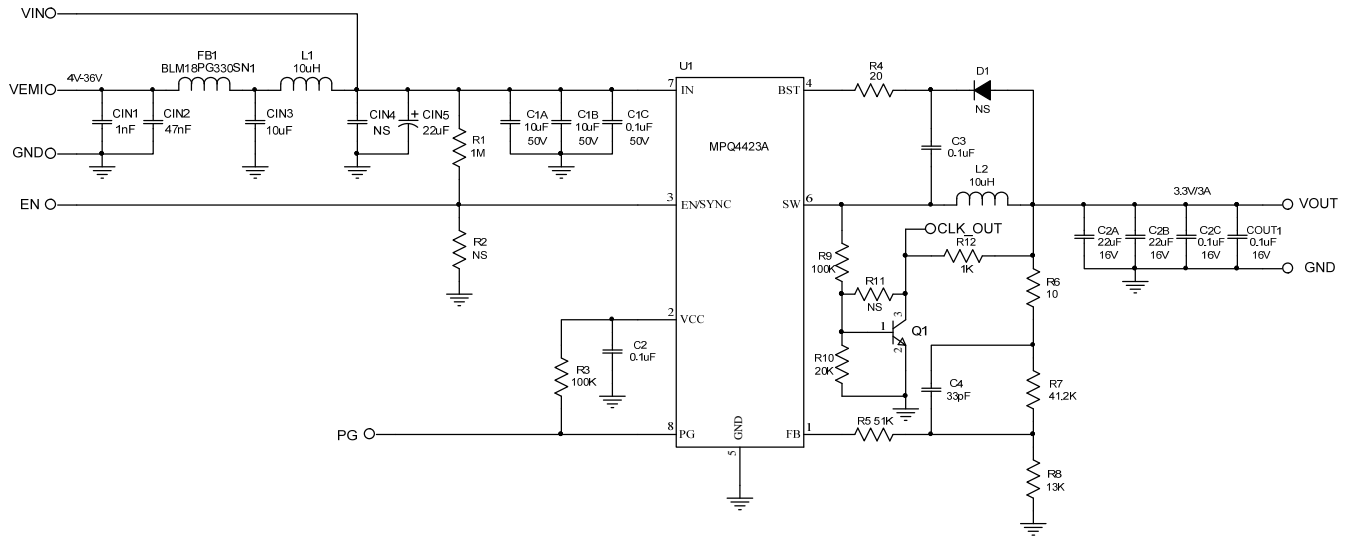 VIN
FB1
BLM18PG330SN1
L1
10uH
4V-36V
VEMI
GND
CIN1
1nF
CIN2
47nF
CIN3
10uF
CIN4
NS
CIN5
22uF
+
R1
1M
C1A
10uF
50V
C1B
10uF
50V
C1C
0.1uF
50V
EN
R2
NS
C2
0.1uF
R3
100K
PG
U1
MPQ4423A
7
IN
3
EN/SYNC
2
VCC
8
PG
GND
5
4
BST
6
SW
1
FB
R4
20
D1
NS
C3
0.1uF
L2
10uH
3.3V/3A
VOUT
GND
C2A
22uF
16V
C2B
22uF
16V
C2C
0.1uF
16V
COUT1
0.1uF
16V
CLK_OUT
R12
1K
R9
100K
R11
NS
R10
20K
1
3
2
Q1
R6
10
C4
33pF
R7
41.2K
R5 51K
R8
13K